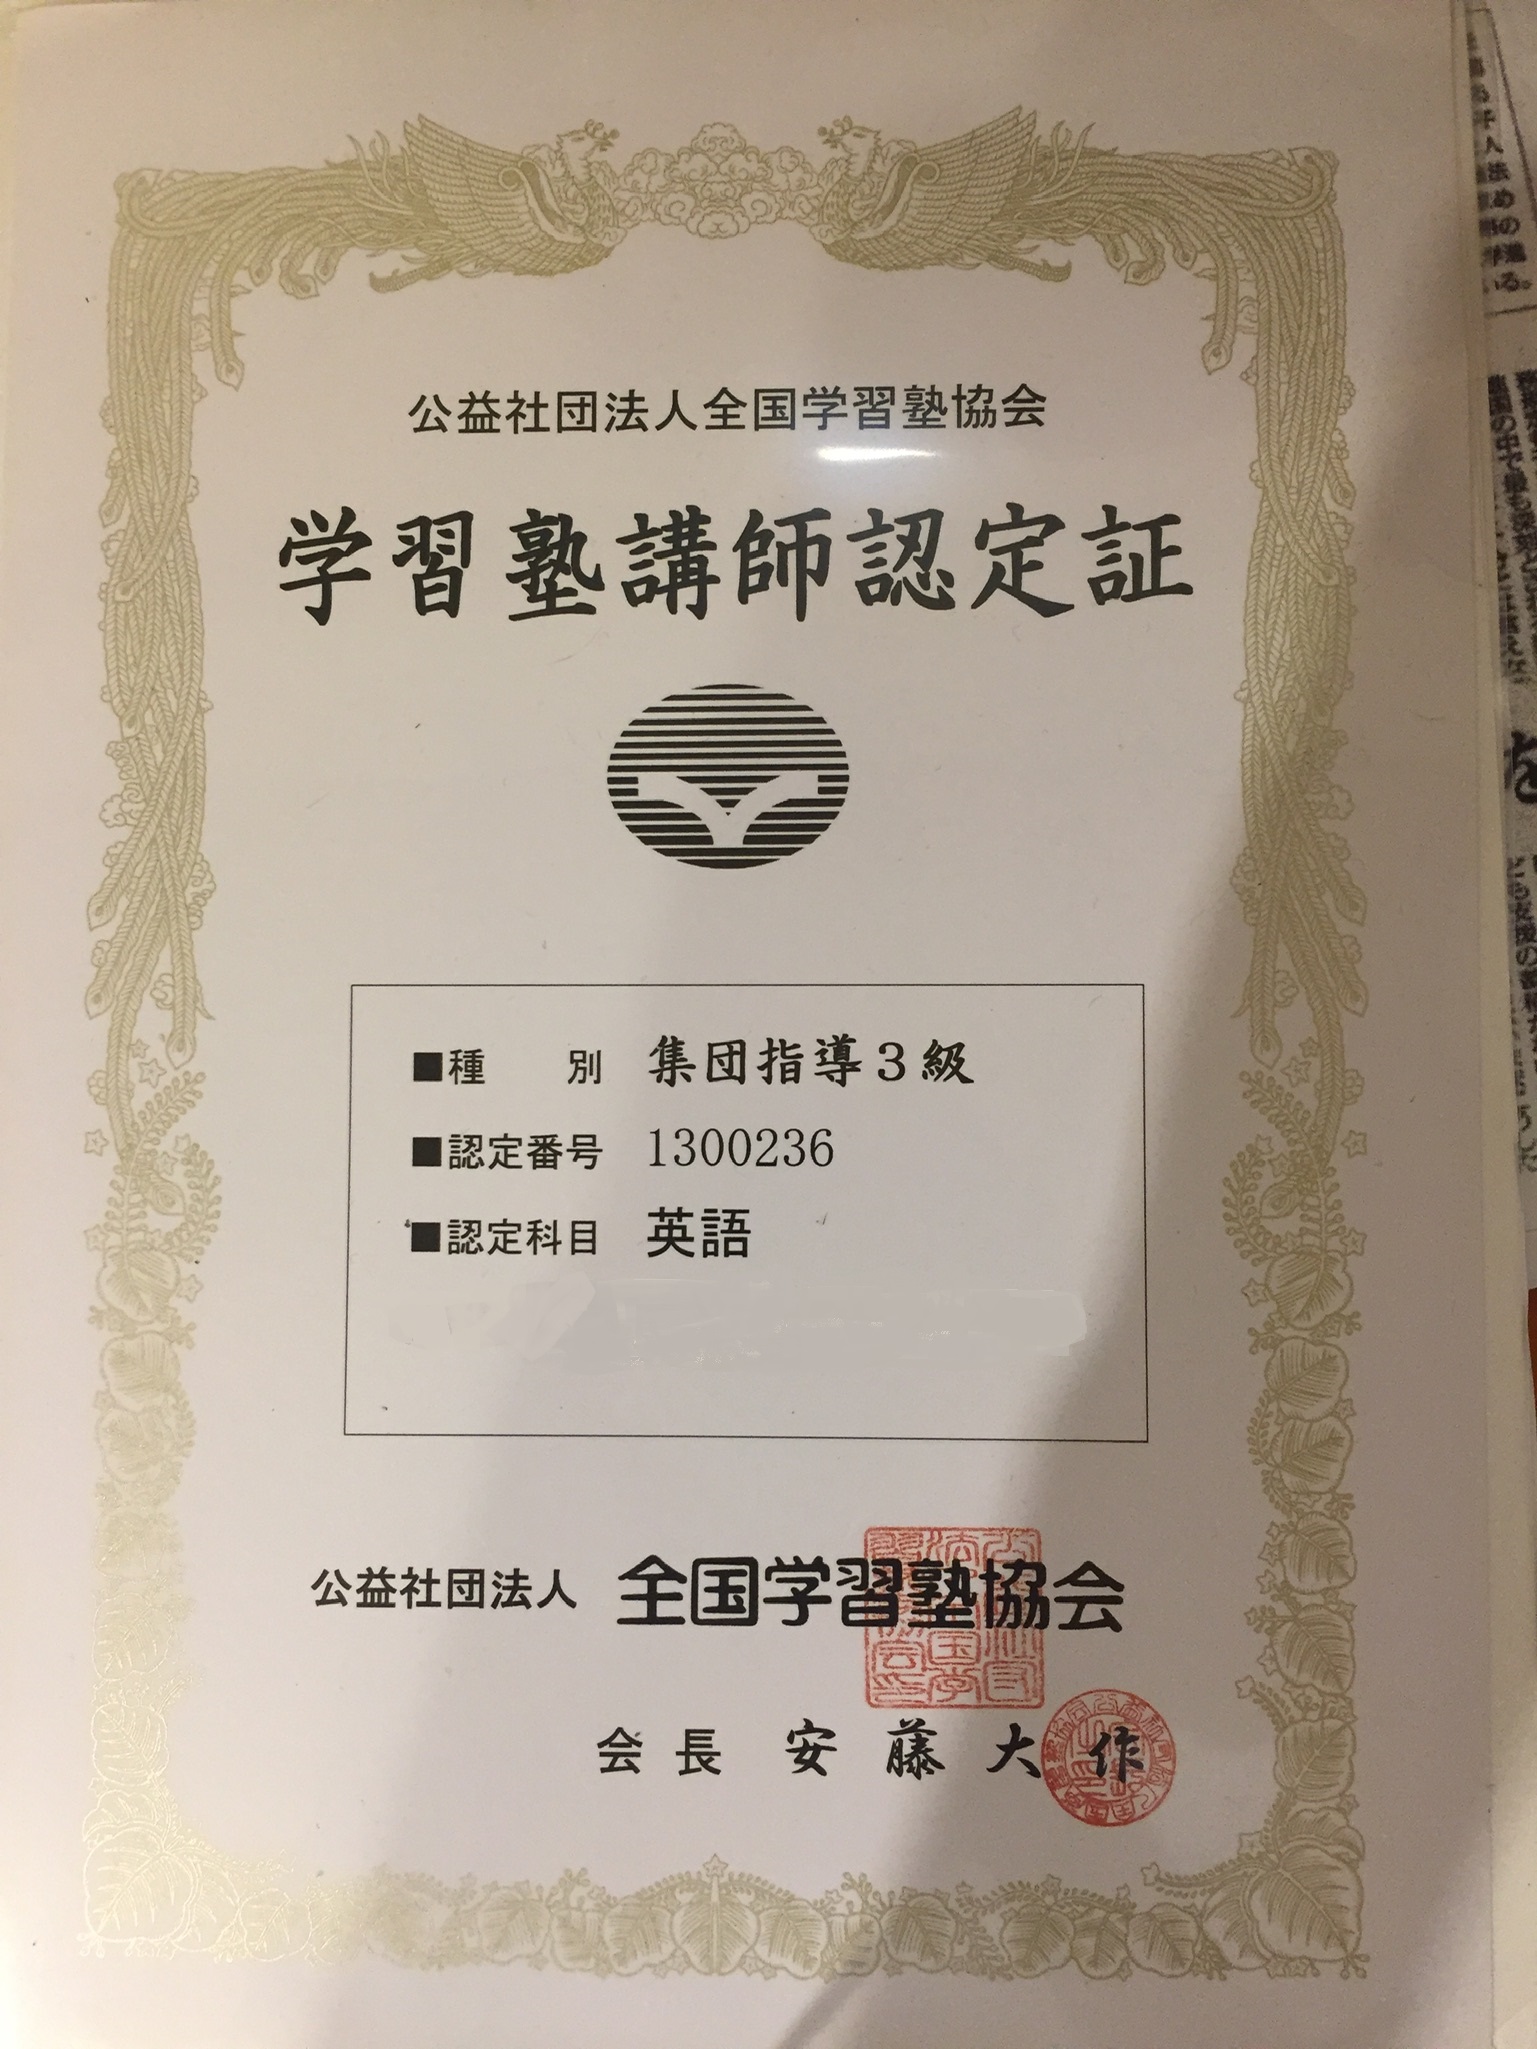 公益社団法人全国学習塾協会
学習塾講師認定証
■種　　別　集団指導３級
■認定番号　1300236
■認定科目　英語
公益社団法人　全国学習塾協会
会長　安藤大作